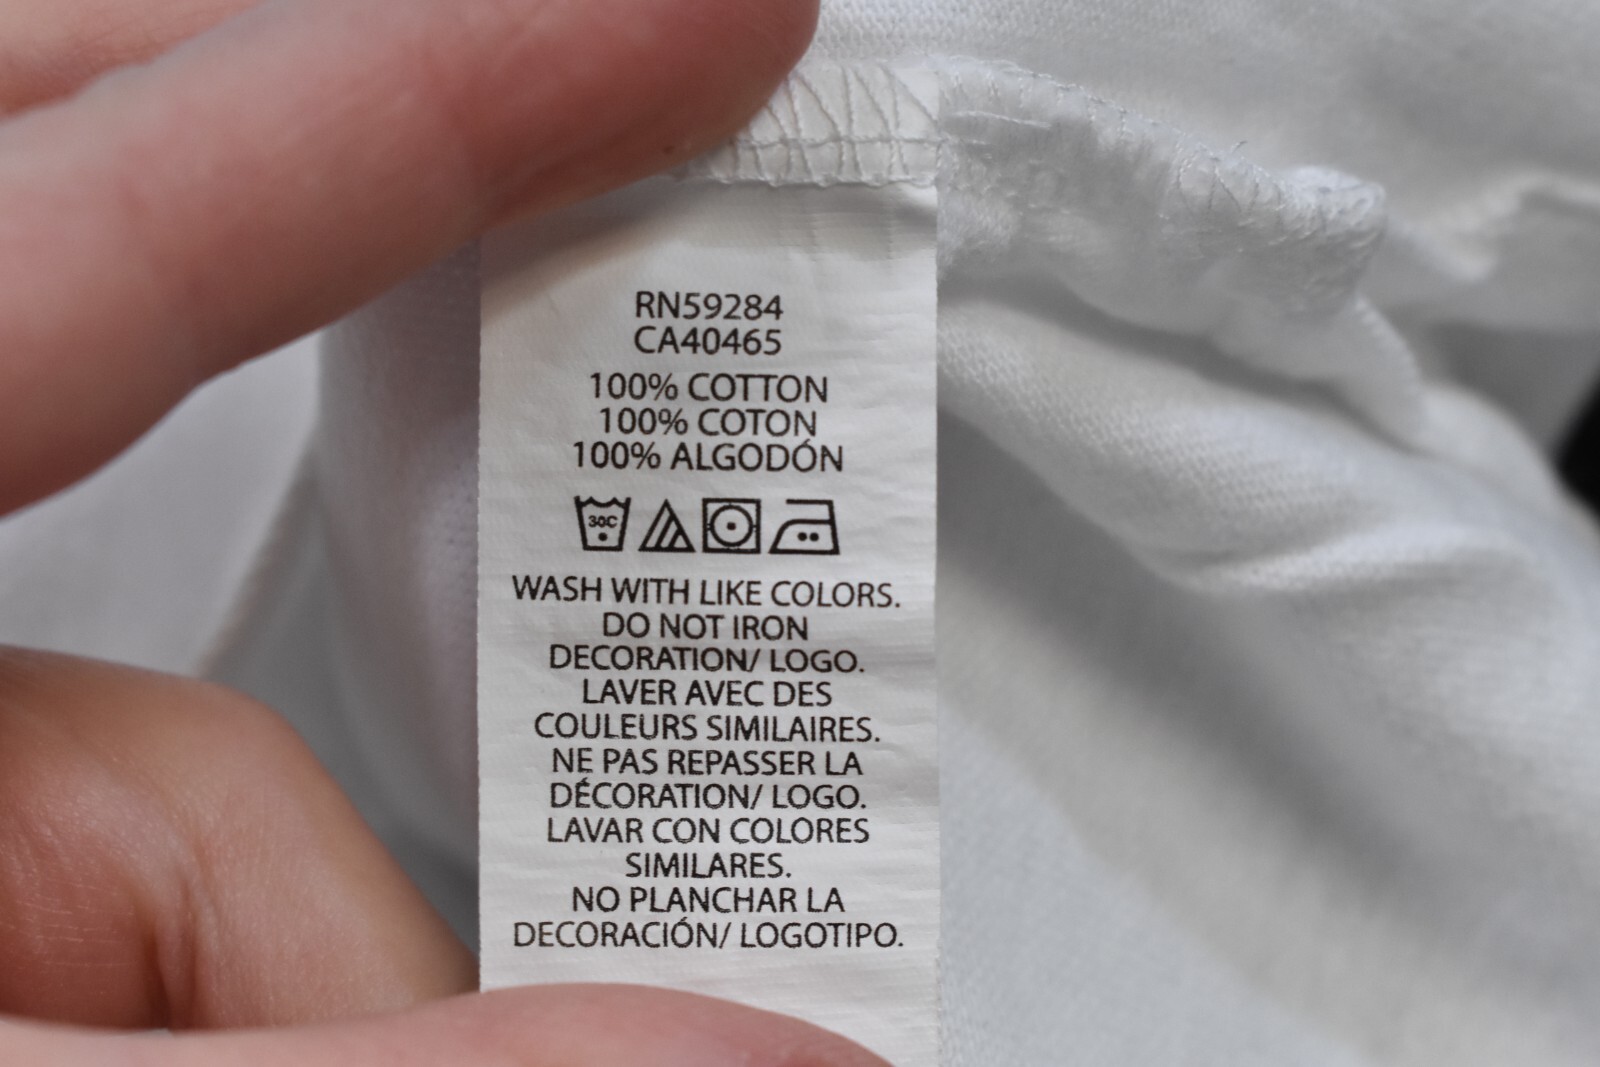 RN59284
CA40465
100% COTTON
100% COTON
100% ALGODÓN
30C
WASH WITH LIKE COLORS.
DO NOT IRON
DECORATION/ LOGO.
LAVER AVEC DES
COULEURS SIMILAIRES.
NE PAS REPASSER LA
DÉCORATION/ LOGO.
LAVAR CON COLORES
SIMILARES.
NO PLANCHAR LA
DECORACIÓN/ LOGOTIPO.